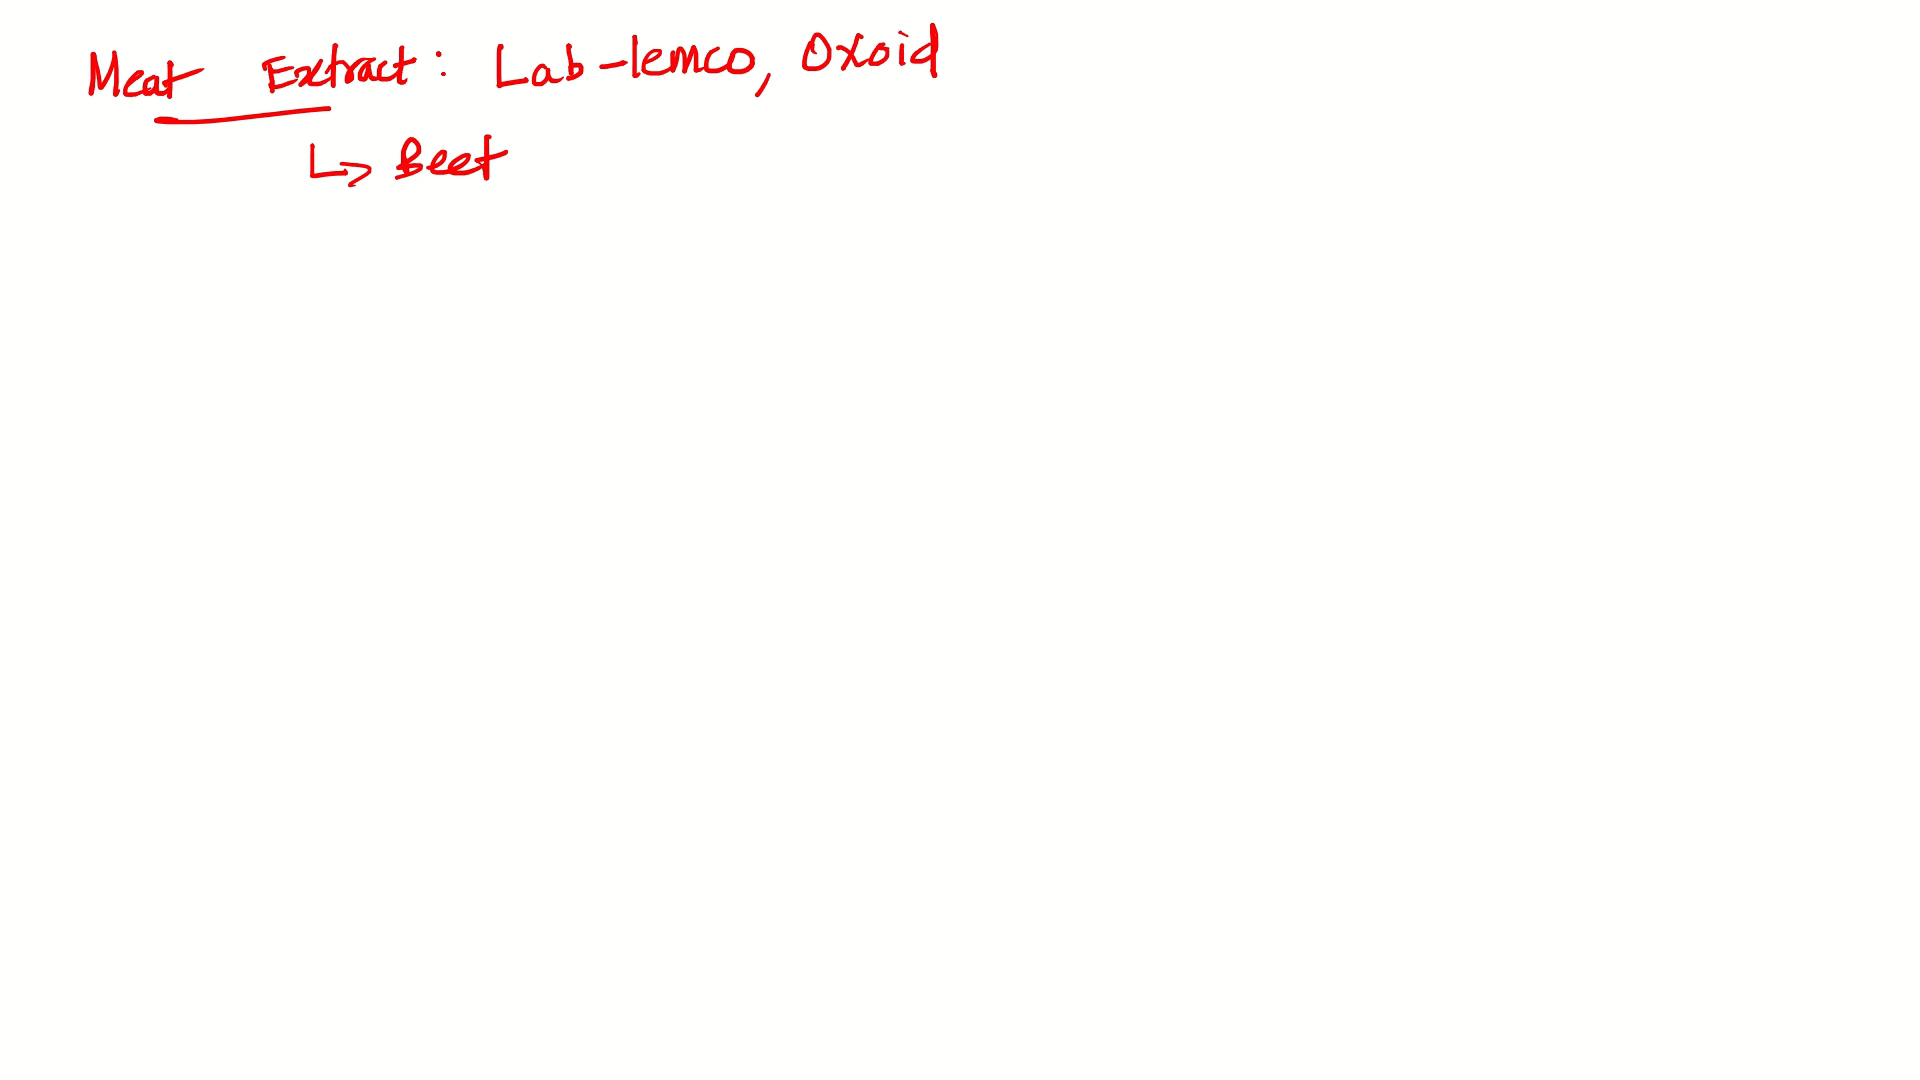 Meat Extract: Lab-lemco, Oxoid
↳ Beef